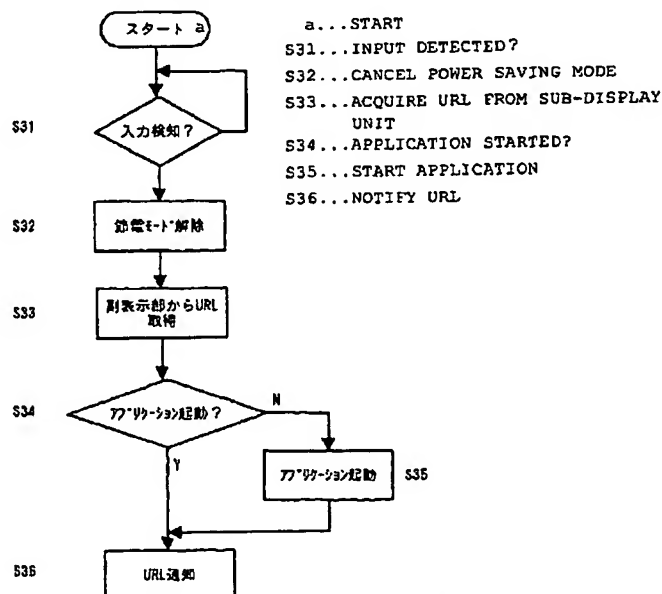 スタート a
S31
入力検知？
S32
節電モード解除
S33
副表示部からURL
取得
S34
アプリケーション起動？
N
Y
アプリケーション起動
S35
S36
URL通知
a...START
S31...INPUT DETECTED?
S32...CANCEL POWER SAVING MODE
S33...ACQUIRE URL FROM SUB-DISPLAY
UNIT
S34...APPLICATION STARTED?
S35...START APPLICATION
S36...NOTIFY URL